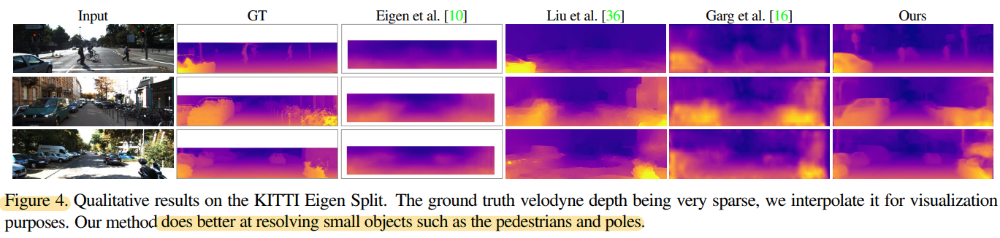 Input GT Eigen et al. [10] Liu et al. [36] Garg et al. [16] Ours
Figure 4. Qualitative results on the KITTI Eigen Split. The ground truth velodyne depth being very sparse, we interpolate it for visualization
purposes. Our method does better at resolving small objects such as the pedestrians and poles.